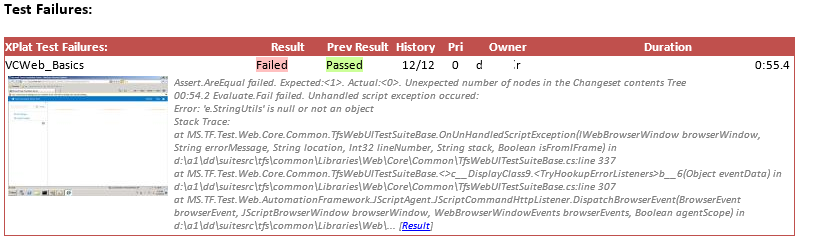 Test Failures:
XPlat Test Failures: Result Prev Result History Pri Owner Duration
VCWeb_Basics Failed Passed 12/12 0 d r 0:55.4
Assert.AreEqual failed. Expected:<1>. Actual:<0>. Unexpected number of nodes in the Changeset contents Tree
00:54.2 Evaluate.Fail failed. Unhandled script exception occured:
Error: 'e.StringUtils' is null or not an object
Stack Trace:
at MS.TF.Test.Web.Core.Common.TfsWebUITestSuiteBase.OnUnHandledScriptException(IWebBrowserWindow browserWindow,
String errorMessage, String location, Int32 lineNumber, String stack, Boolean isFromIFrame) in
d:\a1\dd\suitesrc\tfs\common\Libraries\Web\Core\Common\TfsWebUITestSuiteBase.cs:line 337
at MS.TF.Test.Web.Core.Common.TfsWebUITestSuiteBase.<>c__DisplayClass9.<TryHookupErrorListeners>b__6(Object eventData) in
d:\a1\dd\suitesrc\tfs\common\Libraries\Web\Core\Common\TfsWebUITestSuiteBase.cs:line 307
at MS.TF.Test.Web.AutomationFramework.JScriptAgent.JScriptCommandHttpListener.DispatchBrowserEvent(BrowserEvent
browserEvent, JScriptBrowserWindow browserWindow, WebBrowserWindowEvents browserEvents, Boolean agentScope) in
d:\a1\dd\suitesrc\tfs\common\Libraries\Web\... [Result]